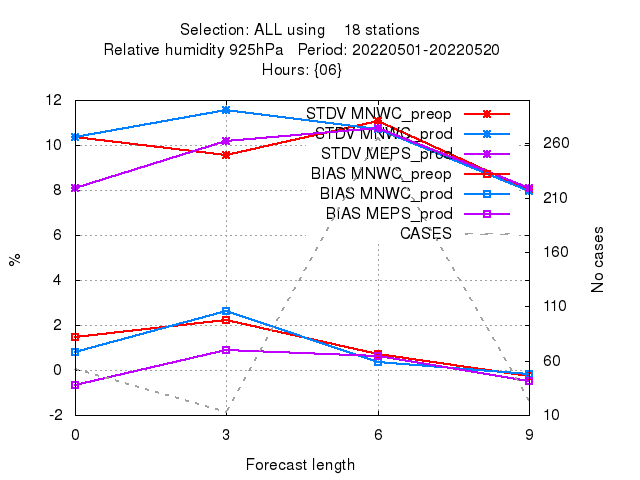 Selection: ALL using 18 stations
Relative humidity 925hPa Period: 20220501-20220520
Hours: {06}
STDV MNWC_preop
STDV MNWC_prod
STDV MEPS_prod
BIAS MNWC_preop
BIAS MNWC_prod
BIAS MEPS_prod
CASES
12
10
8
6
4
2
0
-2
%
260
210
160
110
60
10
No cases
0 3 6 9
Forecast length